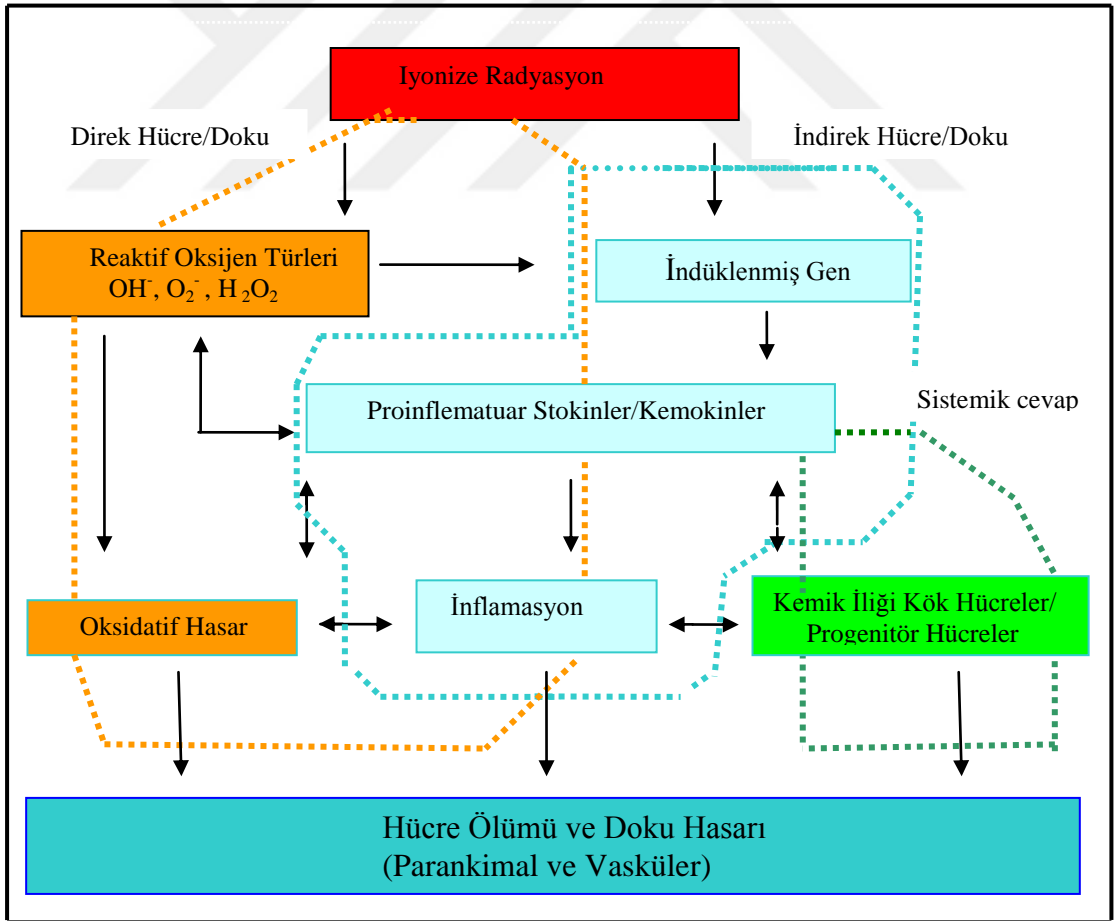 Iyonize Radyasyon
Direk Hücre/Doku
İndirek Hücre/Doku
Reaktif Oksijen Türleri
OH⁻, O₂⁻ , H₂O₂
İndüklenmiş Gen
Proinflematuar Stokinler/Kemokinler
Sistemik cevap
Oksidatif Hasar
İnflamasyon
Kemik İliği Kök Hücreler/
Progenitör Hücreler
Hücre Ölümü ve Doku Hasarı
(Parankimal ve Vasküler)